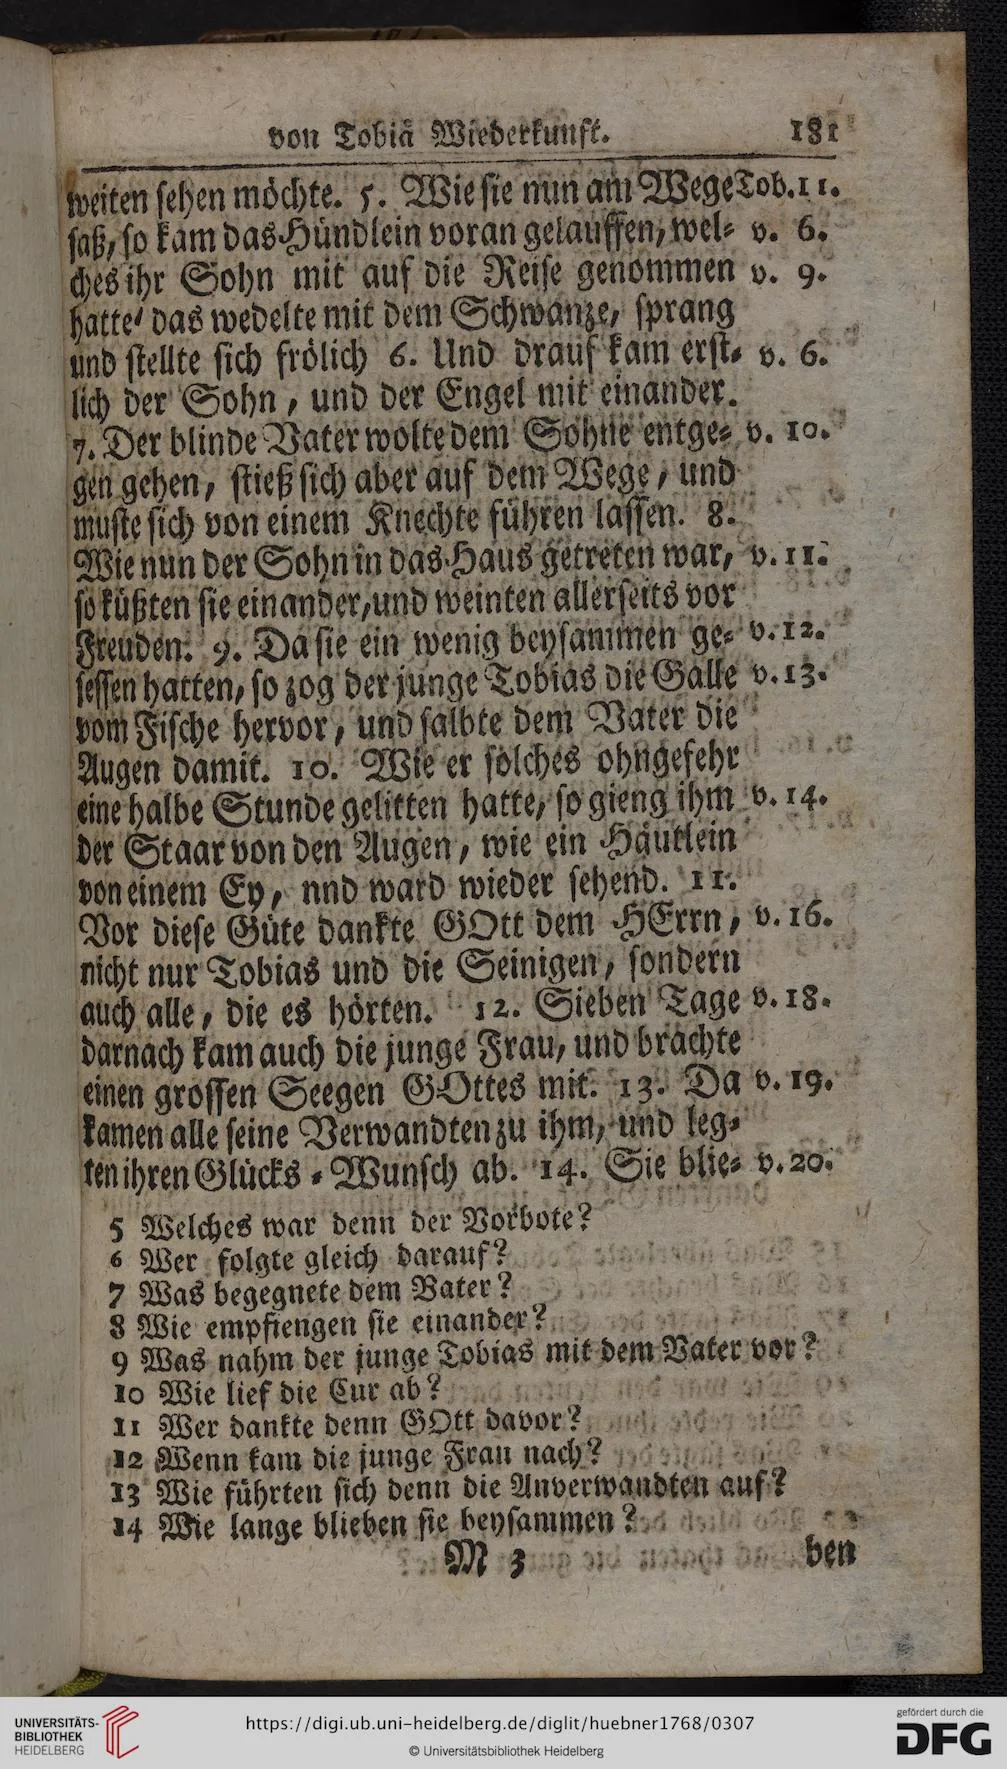 von Tobiä Wiederkunft. 181
weiten sehen möchte. 5. Wie sie nun am Wege Tob. 11.
saß, so kam das Hündlein voran gelauffen, wel- v. 6.
ches ihr Sohn mit auf die Reise genommen v. 9.
hatte, das wedelte mit dem Schwanze, sprang
und stellte sich frölich 6. Und drauf kam erst- v. 6.
lich der Sohn, und der Engel mit einander.
7. Der blinde Vater wolte dem Sohne entge- v. 10.
gen gehen, stieß sich aber auf dem Wege, und
muste sich von einem Knechte führen lassen. 8.
Wie nun der Sohn in das Haus getreten war, v. 11.
so küßten sie einander, und weinten allerseits vor
Freuden. 9. Da sie ein wenig beysammen ge- v. 12.
sessen hatten, so zog der junge Tobias die Galle v. 13.
vom Fische hervor, und salbte dem Vater die
Augen damit. 10. Wie er solches ohngefehr
eine halbe Stunde gelitten hatte, so gieng ihm v. 14.
der Staar von den Augen, wie ein Häutlein
von einem Ey, nnd ward wieder sehend. 11.
Vor diese Güte dankte GOtt dem HErrn, v. 16.
nicht nur Tobias und die Seinigen, sondern
auch alle, die es hörten. 12. Sieben Tage v. 18.
darnach kam auch die junge Frau, und brachte
einen grossen Seegen GOttes mit. 13. Da v. 19.
kamen alle seine Verwandten zu ihm, und leg-
ten ihren Glücks-Wunsch ab. 14. Sie blie- v. 20.
5 Welches war denn der Vorbote?
6 Wer folgte gleich darauf?
7 Was begegnete dem Vater?
8 Wie empfiengen sie einander?
9 Was nahm der junge Tobias mit dem Vater vor?
10 Wie lief die Cur ab?
11 Wer dankte denn GOtt davor?
12 Wenn kam die junge Frau nach?
13 Wie führten sich denn die Anverwandten auf?
14 Wie lange blieben sie beysammen?
M 3 ben
UNIVERSITÄTS-
BIBLIOTHEK
HEIDELBERG
https://digi.ub.uni-heidelberg.de/diglit/huebner1768/0307
© Universitätsbibliothek Heidelberg
gefördert durch die
DFG